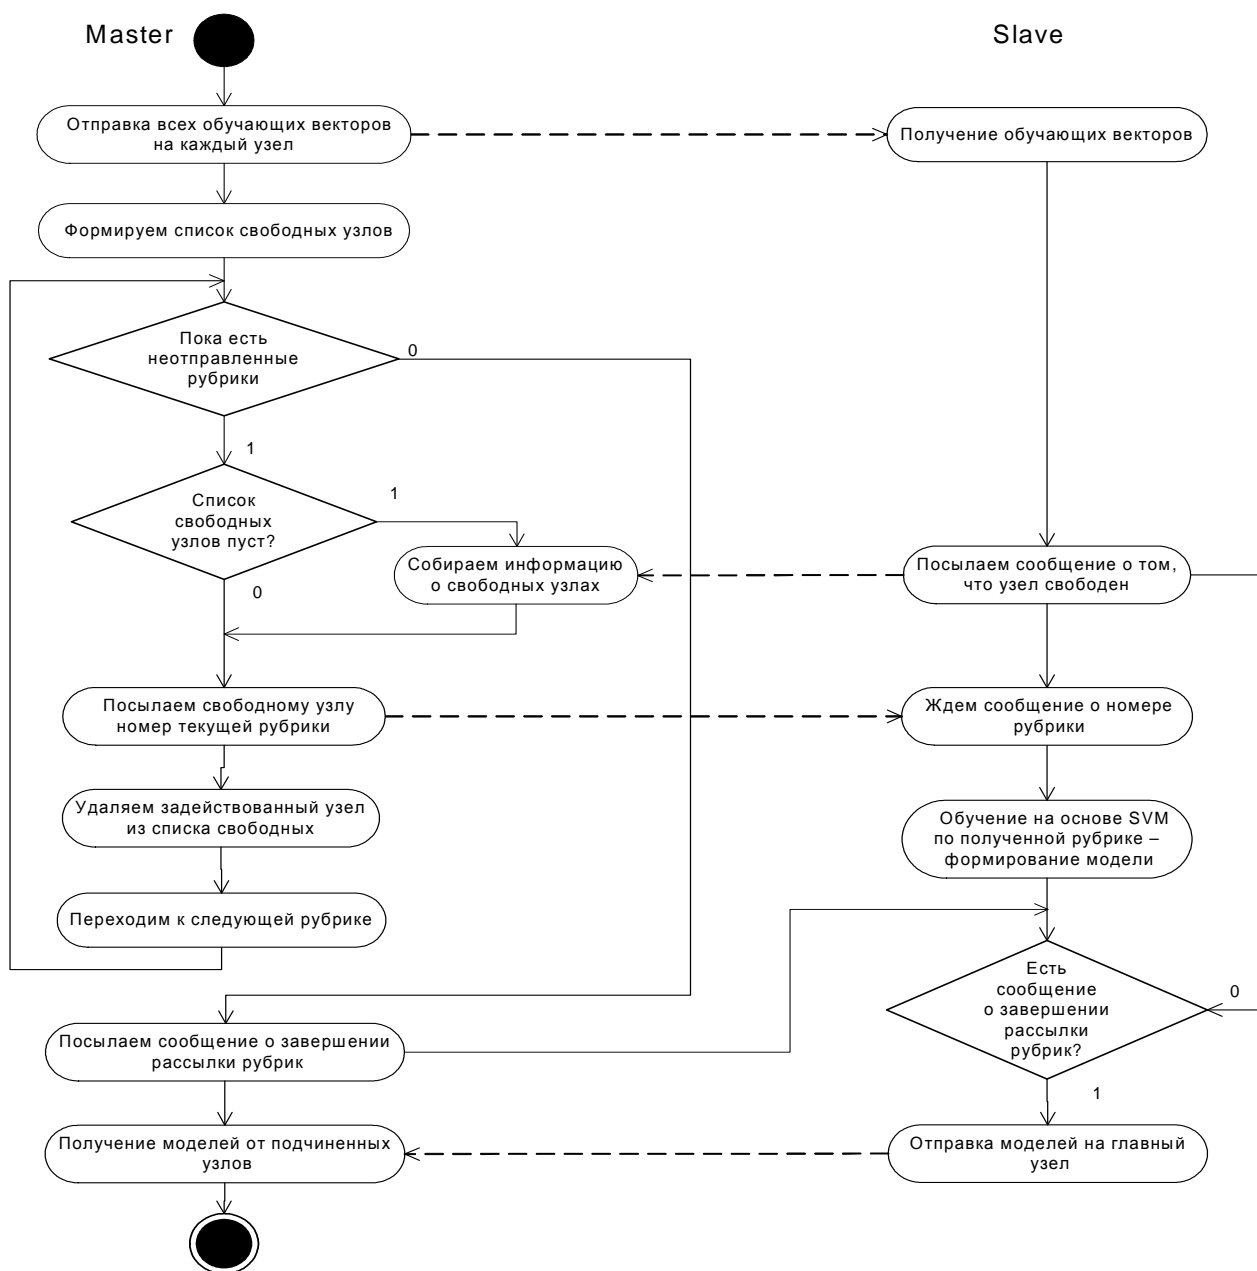 Master
Slave
Отправка всех обучающих векторов
на каждый узел
Получение обучающих векторов
Формируем список свободных узлов
Пока есть
неотправленные
рубрики
0
1
Список
свободных
узлов пуст?
1
0
Собираем информацию
о свободных узлах
Посылаем сообщение о том,
что узел свободен
Посылаем свободному узлу
номер текущей рубрики
Ждем сообщение о номере
рубрики
Удаляем задействованный узел
из списка свободных
Обучение на основе SVM
по полученной рубрике –
формирование модели
Переходим к следующей рубрике
Есть
сообщение
о завершении
рассылки
рубрик?
0
1
Посылаем сообщение о завершении
рассылки рубрик
Получение моделей от подчиненных
узлов
Отправка моделей на главный
узел